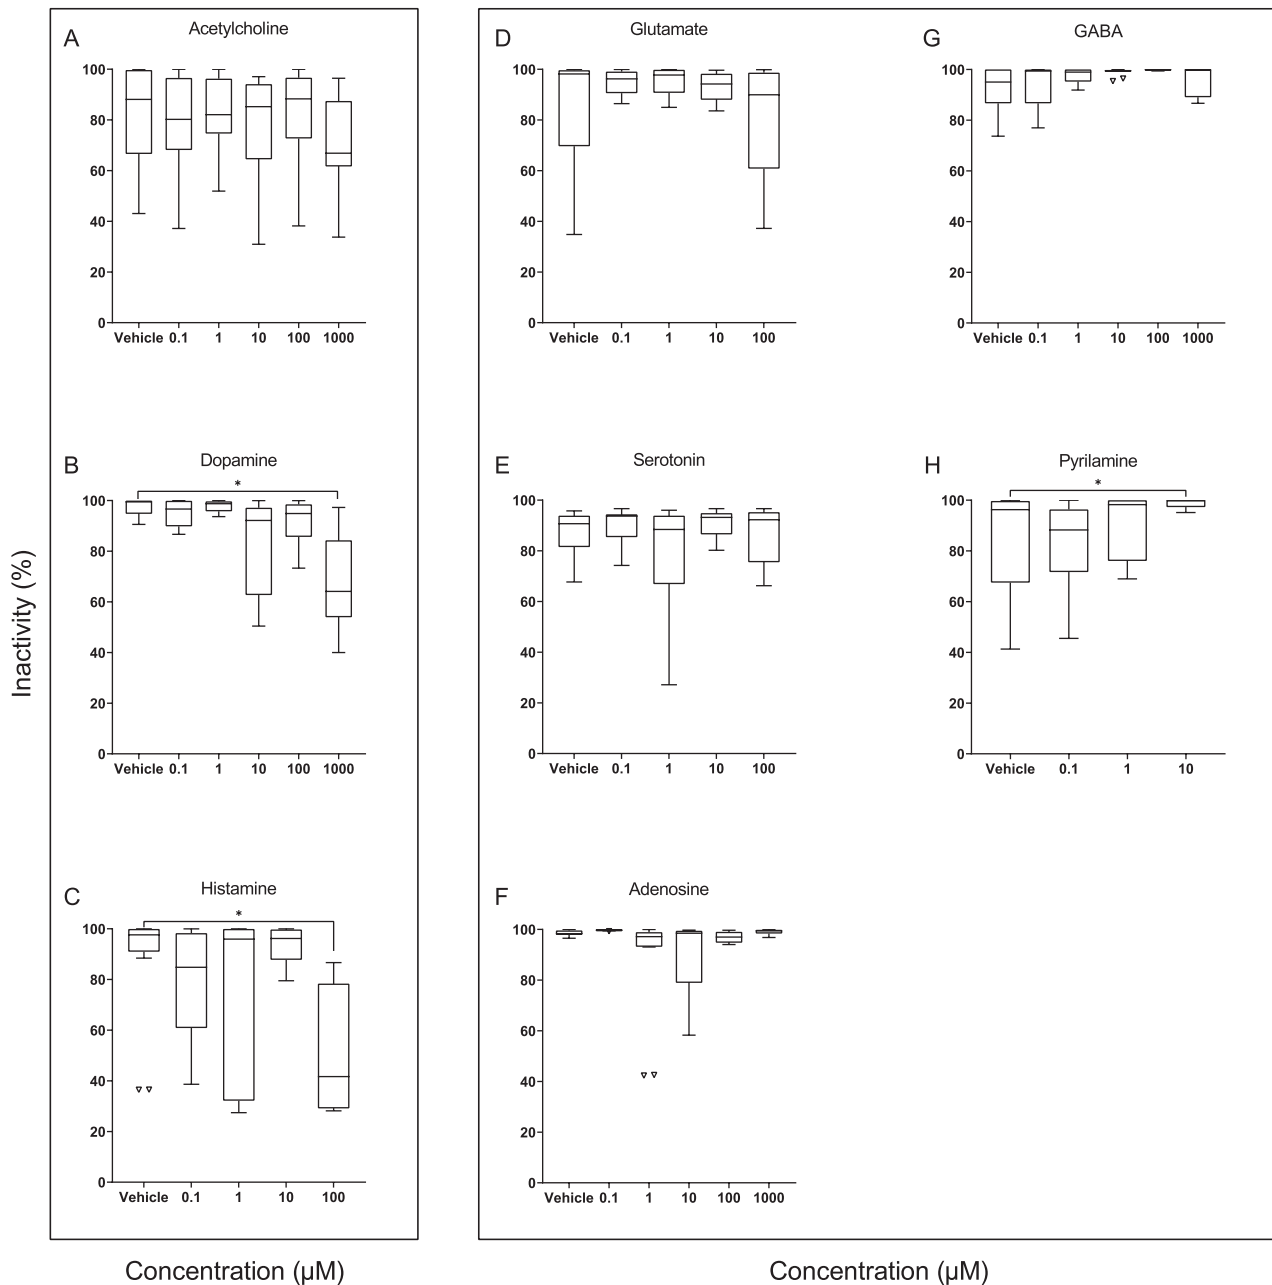 A
Acetylcholine
100
80
60
40
20
0
Vehicle 0.1 1 10 100 1000
B
Dopamine
*
100
80
60
40
20
0
Vehicle 0.1 1 10 100 1000
C
Histamine
*
100
80
60
40
20
0
Vehicle 0.1 1 10 100
Inactivity (%)
Concentration (µM)
D
Glutamate
100
80
60
40
20
0
Vehicle 0.1 1 10 100
G
GABA
100
80
60
40
20
0
Vehicle 0.1 1 10 100 1000
E
Serotonin
100
80
60
40
20
0
Vehicle 0.1 1 10 100
H
Pyrilamine
*
100
80
60
40
20
0
Vehicle 0.1 1 10
F
Adenosine
100
80
60
40
20
0
Vehicle 0.1 1 10 100 1000
Concentration (µM)